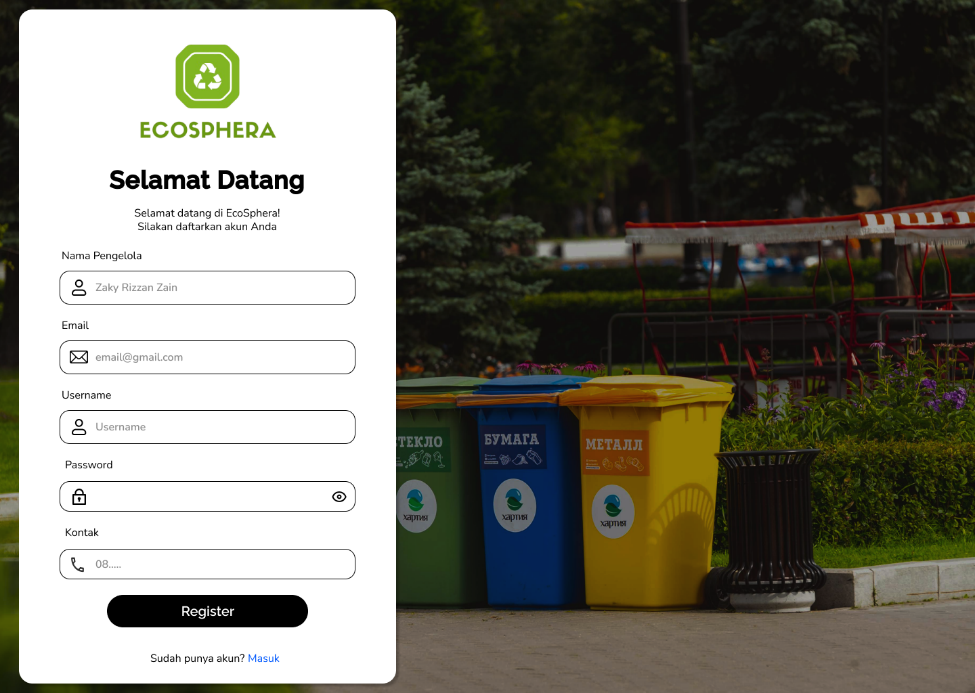 ECOSPHERA
Selamat Datang
Selamat datang di EcoSphera!
Silakan daftarkan akun Anda
Nama Pengelola
Zaky Rizzan Zain
Email
email@gmail.com
Username
Username
Password
Kontak
08.....
Register
Sudah punya akun? Masuk
СТЕКЛО
БУМАГА
МЕТАЛЛ
хартия
хартия
хартия